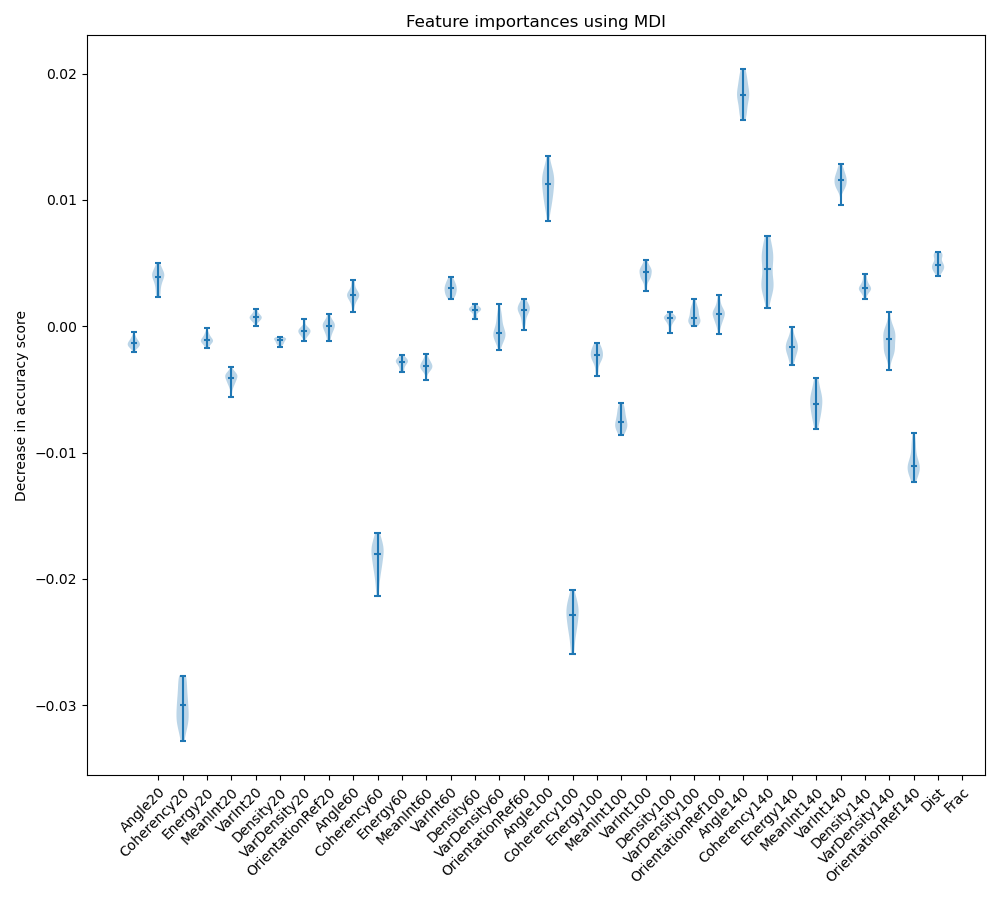 Feature importances using MDI
Decrease in accuracy score
0.02
0.01
0.00
−0.01
−0.02
−0.03
Angle20
Coherency20
Energy20
MeanInt20
VarInt20
Density20
VarDensity20
OrientationRef20
Angle60
Coherency60
Energy60
MeanInt60
VarInt60
Density60
VarDensity60
OrientationRef60
Angle100
Coherency100
Energy100
MeanInt100
VarInt100
Density100
VarDensity100
OrientationRef100
Angle140
Coherency140
Energy140
MeanInt140
VarInt140
Density140
VarDensity140
OrientationRef140
Dist
Frac